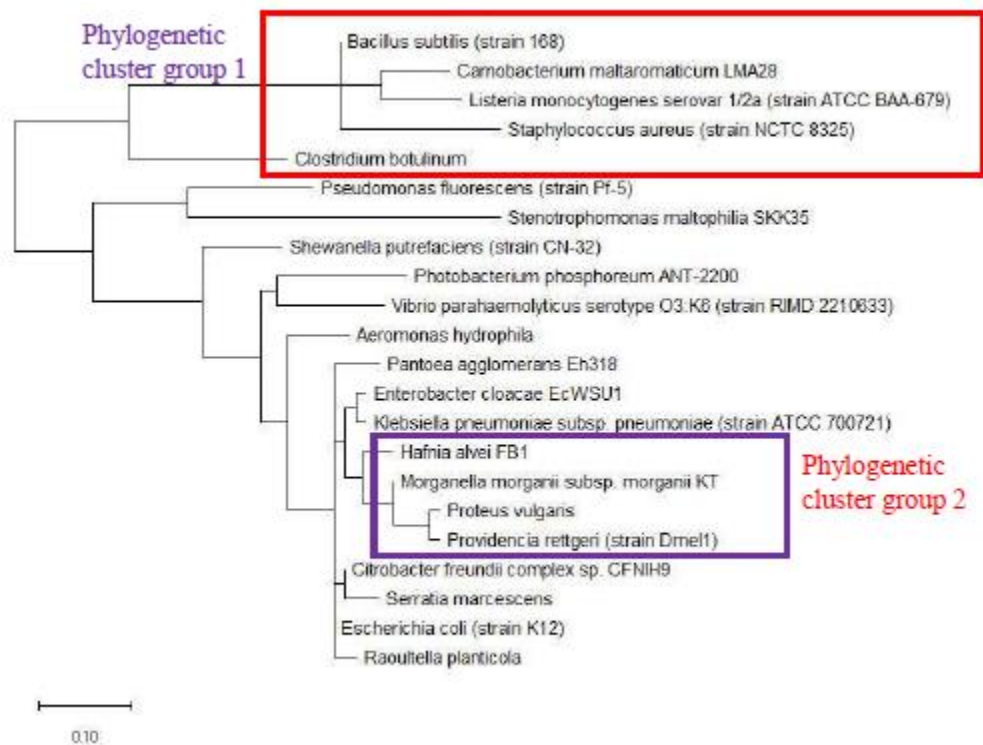 Phylogenetic
cluster group 1
Bacillus subtilis (strain 168)
Carnobacterium maltaromaticum LMA28
Listeria monocytogenes serovar 1/2a (strain ATCC BAA-679)
Staphylococcus aureus (strain NCTC 8325)
Clostridium botulinum
Pseudomonas fluorescens (strain Pf-5)
Stenotrophomonas maltophilia SKK35
Shewanella putrefaciens (strain CN-32)
Photobacterium phosphoreum ANT-2200
Vibrio parahaemolyticus serotype O3:K6 (strain RIMD 2210633)
Aeromonas hydrophila
Pantoea agglomerans Eh318
Enterobacter cloacae EcWSU1
Klebsiella pneumoniae subsp. pneumoniae (strain ATCC 700721)
Hafnia alvei FB1
Morganella morganii subsp. morganii KT
Proteus vulgaris
Providencia rettgeri (strain Dmel1)
Phylogenetic
cluster group 2
Citrobacter freundii complex sp. CFNIH9
Serratia marcescens
Escherichia coli (strain K12)
Raoultella planticola
0.10